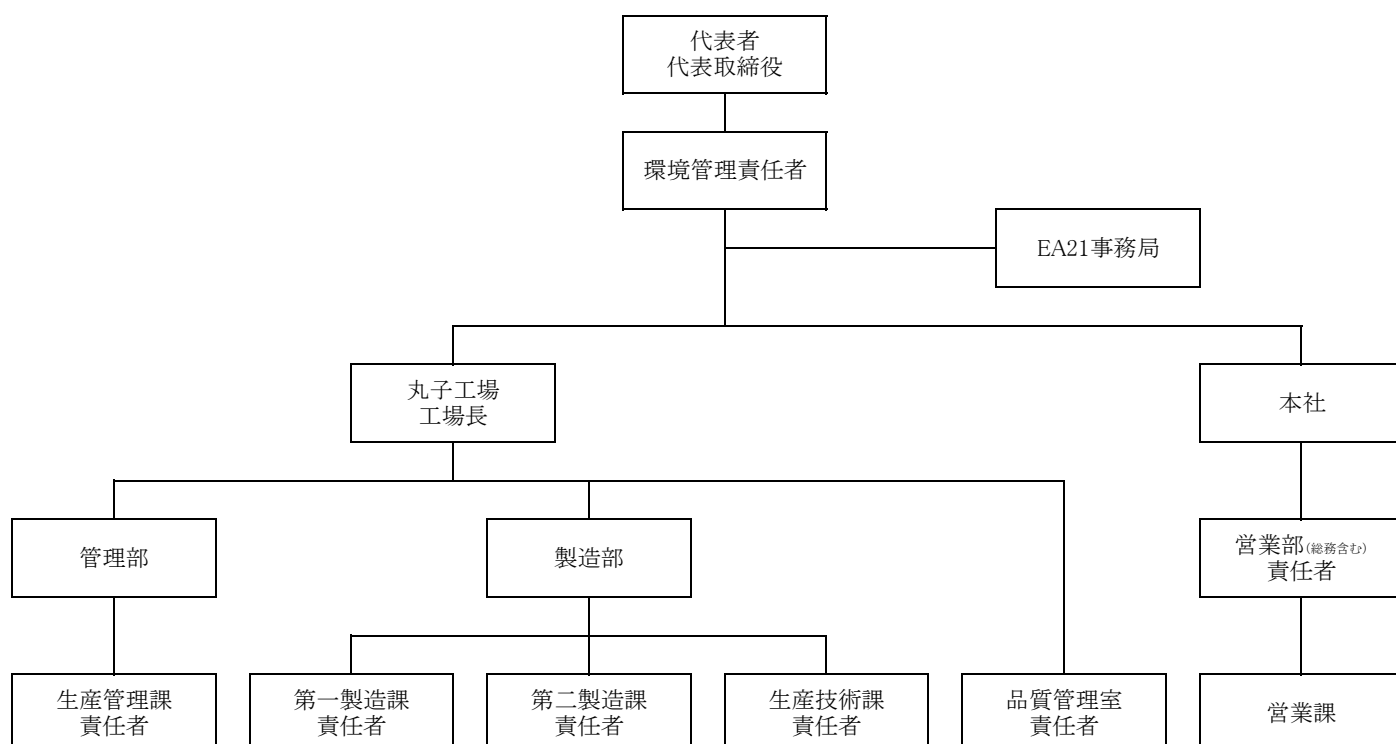 代表者
代表取締役
環境管理責任者
EA21事務局
丸子工場
工場長
本社
管理部
製造部
営業部(総務含む)
責任者
生産管理課
責任者
第一製造課
責任者
第二製造課
責任者
生産技術課
責任者
品質管理室
責任者
営業課